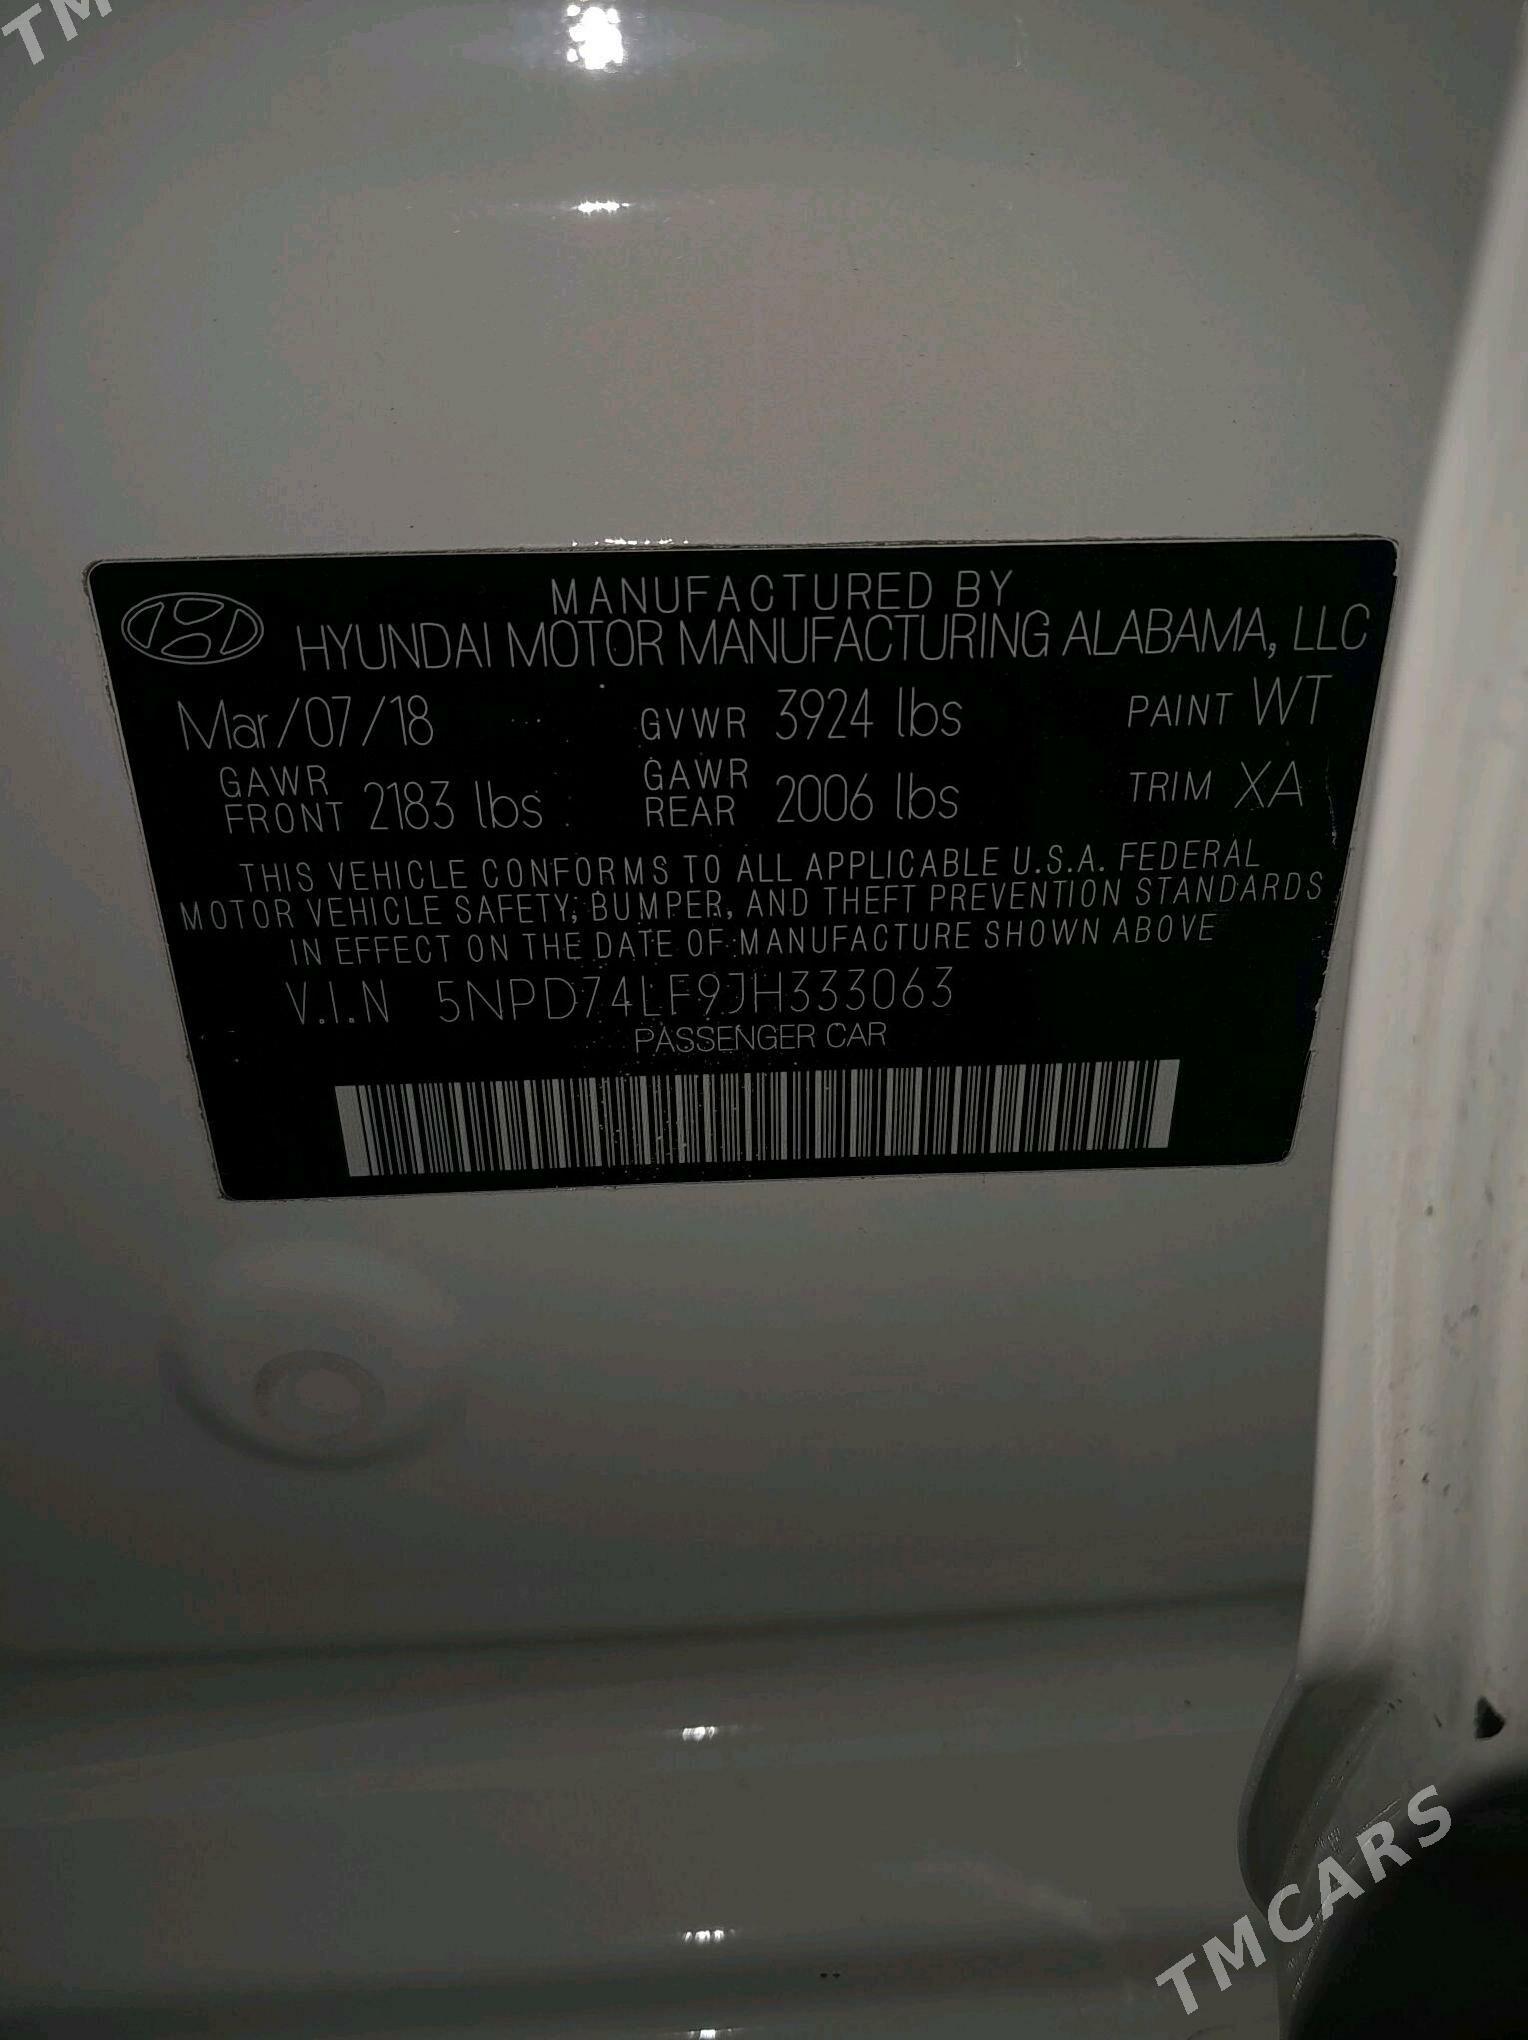 TM
MANUFACTURED BY
HYUNDAI MOTOR MANUFACTURING ALABAMA, LLC
Mar/07/18 GVWR 3924 lbs PAINT WT
GAWR FRONT 2183 lbs GAWR REAR 2006 lbs TRIM XA
THIS VEHICLE CONFORMS TO ALL APPLICABLE U.S.A. FEDERAL
MOTOR VEHICLE SAFETY, BUMPER, AND THEFT PREVENTION STANDARDS
IN EFFECT ON THE DATE OF MANUFACTURE SHOWN ABOVE
V.I.N 5NPD74LF9JH333063
PASSENGER CAR
TMCARS